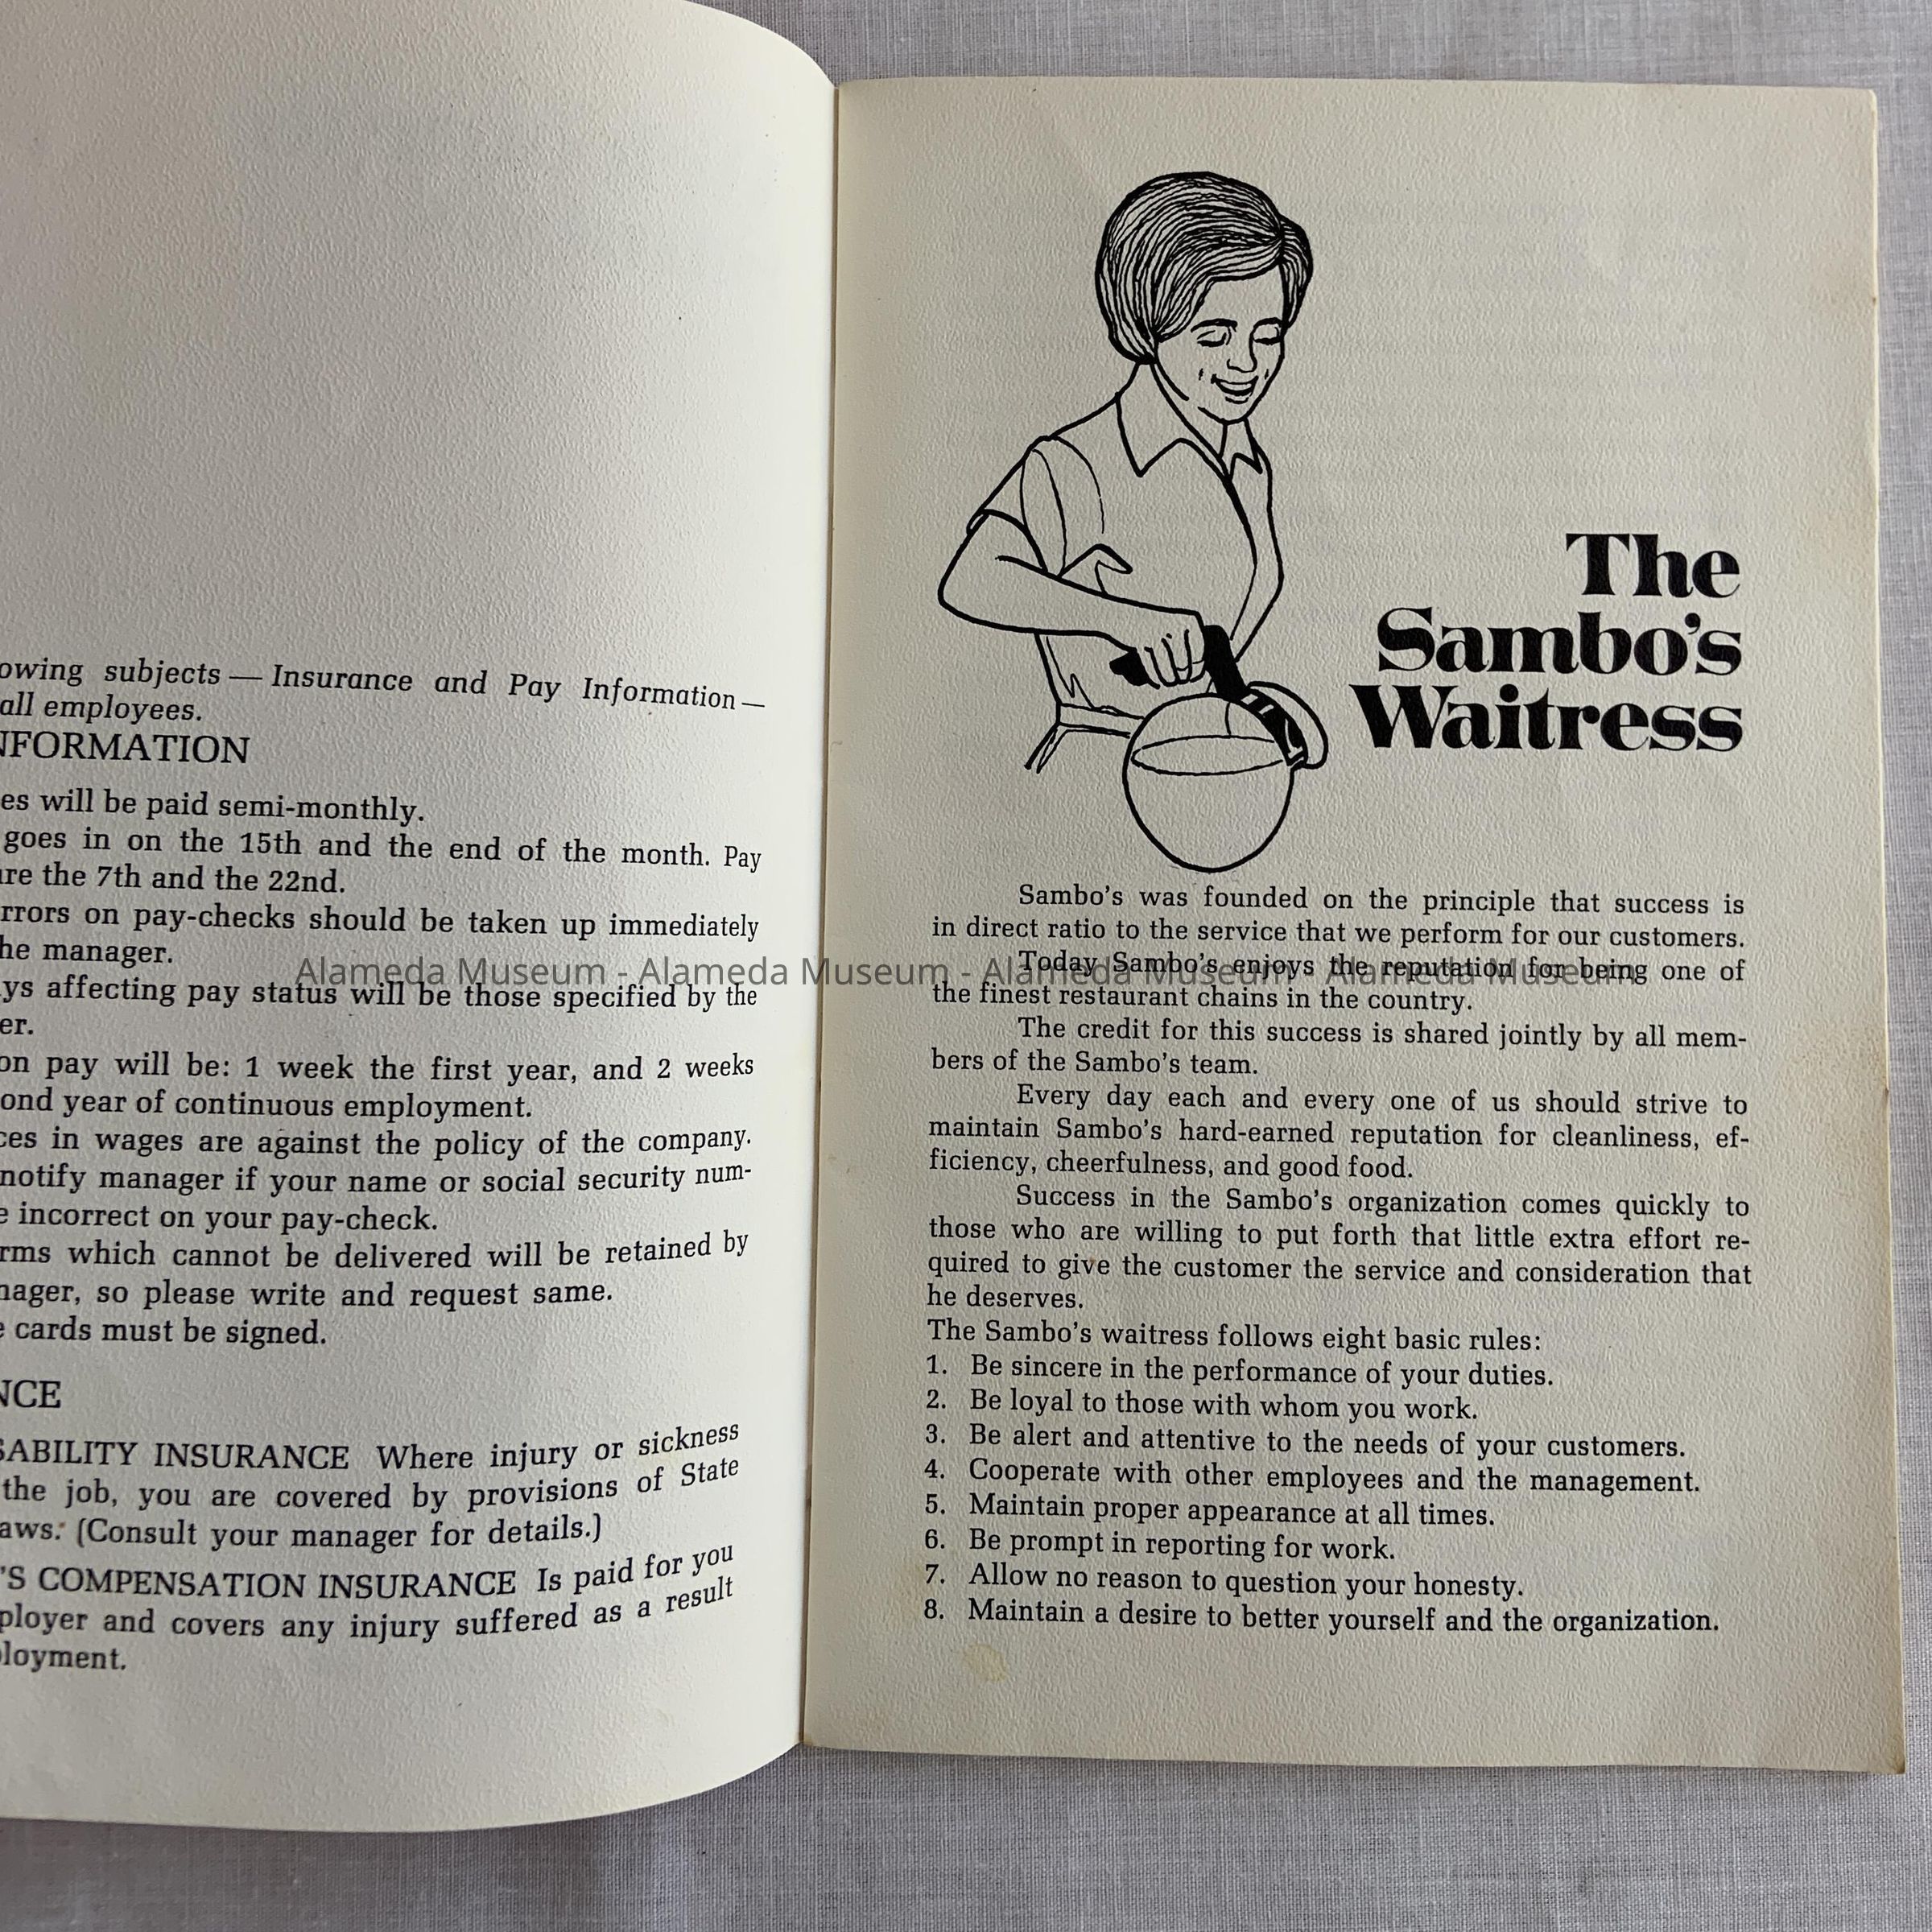 owing subjects — Insurance and Pay Information —
all employees.
NFORMATION
es will be paid semi-monthly.
goes in on the 15th and the end of the month. Pay
are the 7th and the 22nd.
rrors on pay-checks should be taken up immediately
he manager.
ys affecting pay status will be those specified by the
er.
on pay will be: 1 week the first year, and 2 weeks
ond year of continuous employment.
ces in wages are against the policy of the company.
notify manager if your name or social security num-
e incorrect on your pay-check.
rms which cannot be delivered will be retained by
nager, so please write and request same.
e cards must be signed.
NCE
SABILITY INSURANCE Where injury or sickness
the job, you are covered by provisions of State
aws. (Consult your manager for details.)
'S COMPENSATION INSURANCE Is paid for you
ployer and covers any injury suffered as a result
loyment.
The
Sambo's
Waitress
Sambo's was founded on the principle that success is
in direct ratio to the service that we perform for our customers.
Today Sambo's enjoys the reputation for being one of
the finest restaurant chains in the country.
The credit for this success is shared jointly by all mem-
bers of the Sambo's team.
Every day each and every one of us should strive to
maintain Sambo's hard-earned reputation for cleanliness, ef-
ficiency, cheerfulness, and good food.
Success in the Sambo's organization comes quickly to
those who are willing to put forth that little extra effort re-
quired to give the customer the service and consideration that
he deserves.
The Sambo's waitress follows eight basic rules:
1. Be sincere in the performance of your duties.
2. Be loyal to those with whom you work.
3. Be alert and attentive to the needs of your customers.
4. Cooperate with other employees and the management.
5. Maintain proper appearance at all times.
6. Be prompt in reporting for work.
7. Allow no reason to question your honesty.
8. Maintain a desire to better yourself and the organization.
Alameda Museum - Alameda Museum - Alameda Museum - Alameda Museum